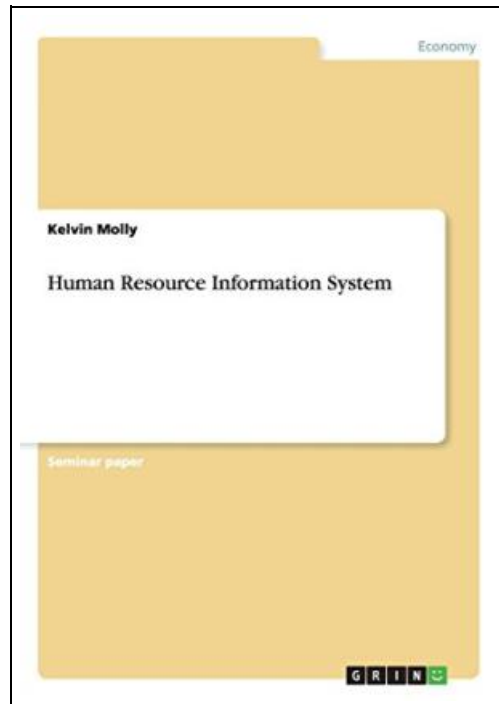 Economy
Kelvin Molly
Human Resource Information System
Seminar paper
GRIN